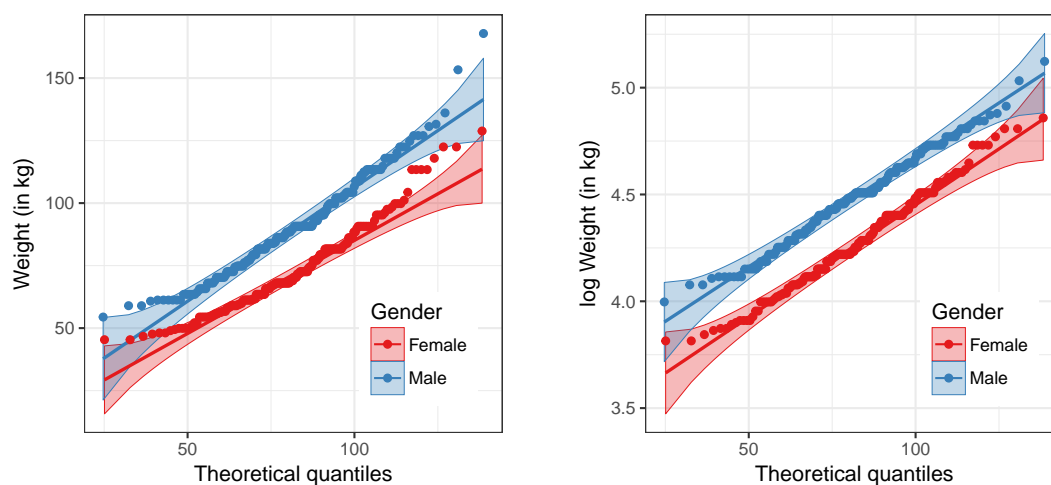 Weight (in kg)
150
100
50
50
100
Theoretical quantiles
Gender
Female
Male
log Weight (in kg)
5.0
4.5
4.0
3.5
50
100
Theoretical quantiles
Gender
Female
Male